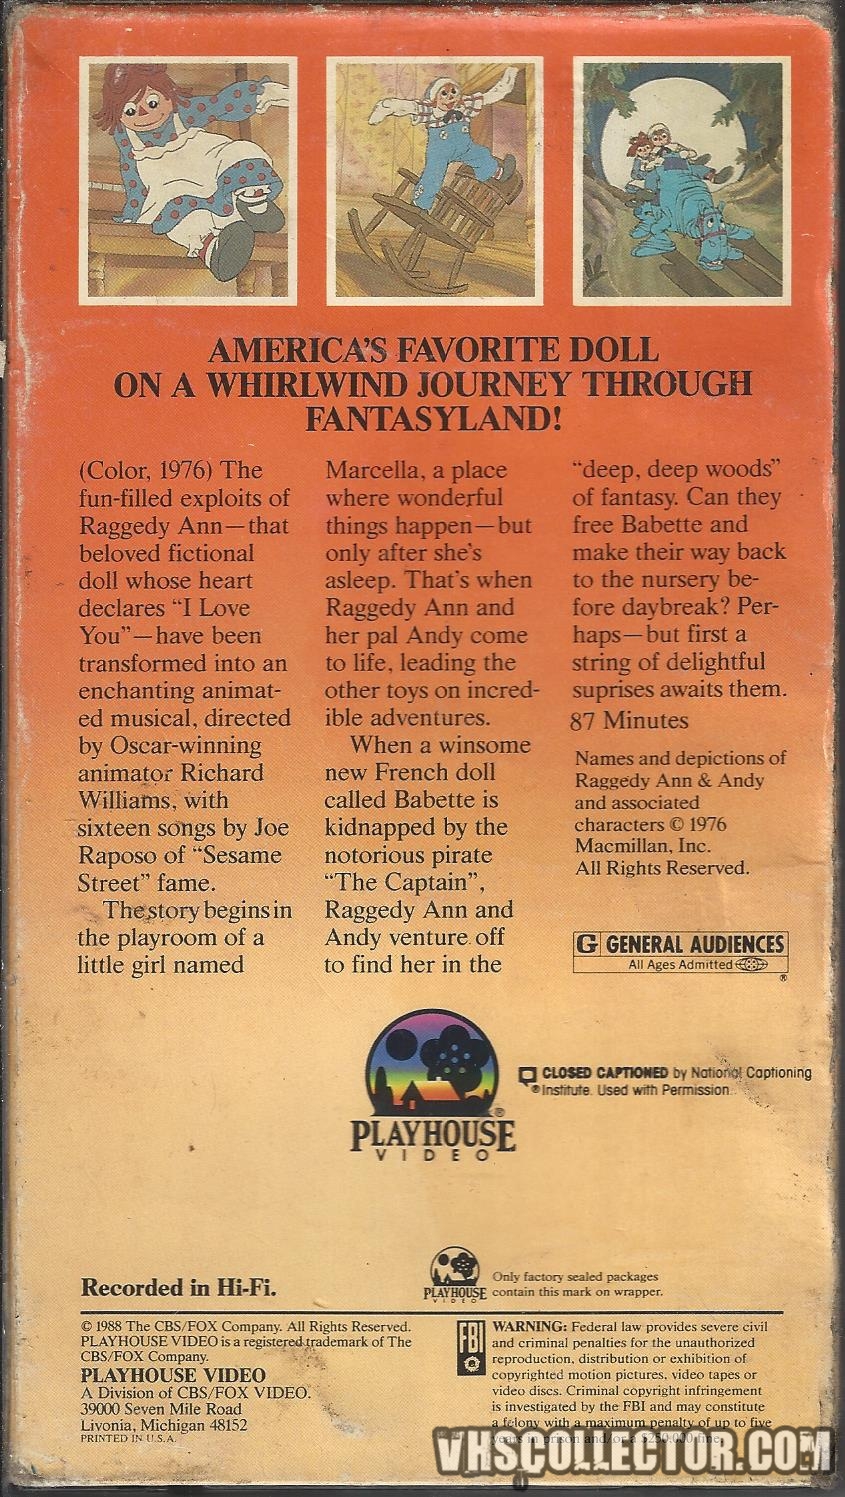 AMERICA'S FAVORITE DOLL
ON A WHIRLWIND JOURNEY THROUGH
FANTASYLAND!
(Color, 1976) The
fun-filled exploits of
Raggedy Ann—that
beloved fictional
doll whose heart
declares “I Love
You”—have been
transformed into an
enchanting animat-
ed musical, directed
by Oscar-winning
animator Richard
Williams, with
sixteen songs by Joe
Raposo of “Sesame
Street” fame.
The story begins in
the playroom of a
little girl named
Marcella, a place
where wonderful
things happen—but
only after she's
asleep. That's when
Raggedy Ann and
her pal Andy come
to life, leading the
other toys on incred-
ible adventures.
When a winsome
new French doll
called Babette is
kidnapped by the
notorious pirate
“The Captain”,
Raggedy Ann and
Andy venture off
to find her in the
“deep, deep woods”
of fantasy. Can they
free Babette and
make their way back
to the nursery be-
fore daybreak? Per-
haps—but first a
string of delightful
suprises awaits them.
87 Minutes
Names and depictions of
Raggedy Ann & Andy
and associated
characters © 1976
Macmillan, Inc.
All Rights Reserved.
G GENERAL AUDIENCES
All Ages Admitted
®
PLAYHOUSE®
VIDEO
CLOSED CAPTIONED by National Captioning
® Institute. Used with Permission.
Recorded in Hi-Fi.
PLAYHOUSE
VIDEO
Only factory sealed packages
contain this mark on wrapper.
© 1988 The CBS/FOX Company. All Rights Reserved.
PLAYHOUSE VIDEO is a registered trademark of The
CBS/FOX Company.
PLAYHOUSE VIDEO
A Division of CBS/FOX VIDEO.
39000 Seven Mile Road
Livonia, Michigan 48152
PRINTED IN U.S.A.
FBI
WARNING: Federal law provides severe civil
and criminal penalties for the unauthorized
reproduction, distribution or exhibition of
copyrighted motion pictures, video tapes or
video discs. Criminal copyright infringement
is investigated by the FBI and may constitute
a felony with a maximum penalty of up to five
years in prison and/or a $250,000 fine.
VHSCOLLECTOR.COM